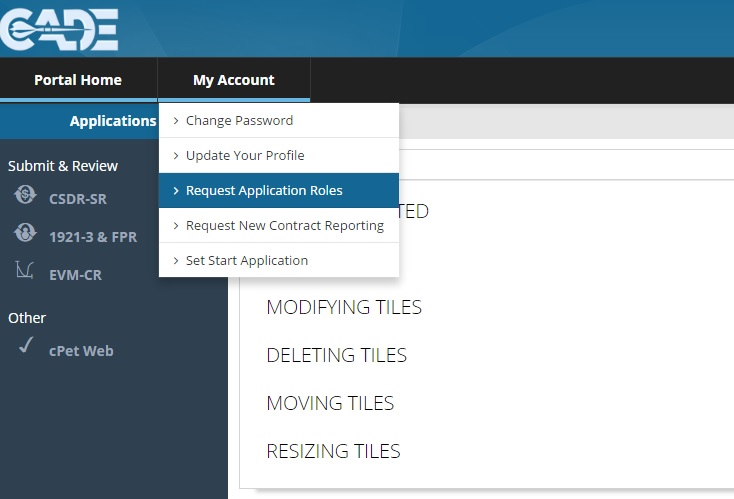 CADE
Portal Home
My Account
Applications
Change Password
Update Your Profile
Request Application Roles
Request New Contract Reporting
Set Start Application
Submit & Review
CSDR-SR
1921-3 & FPR
EVM-CR
Other
cPet Web
TED
MODIFYING TILES
DELETING TILES
MOVING TILES
RESIZING TILES